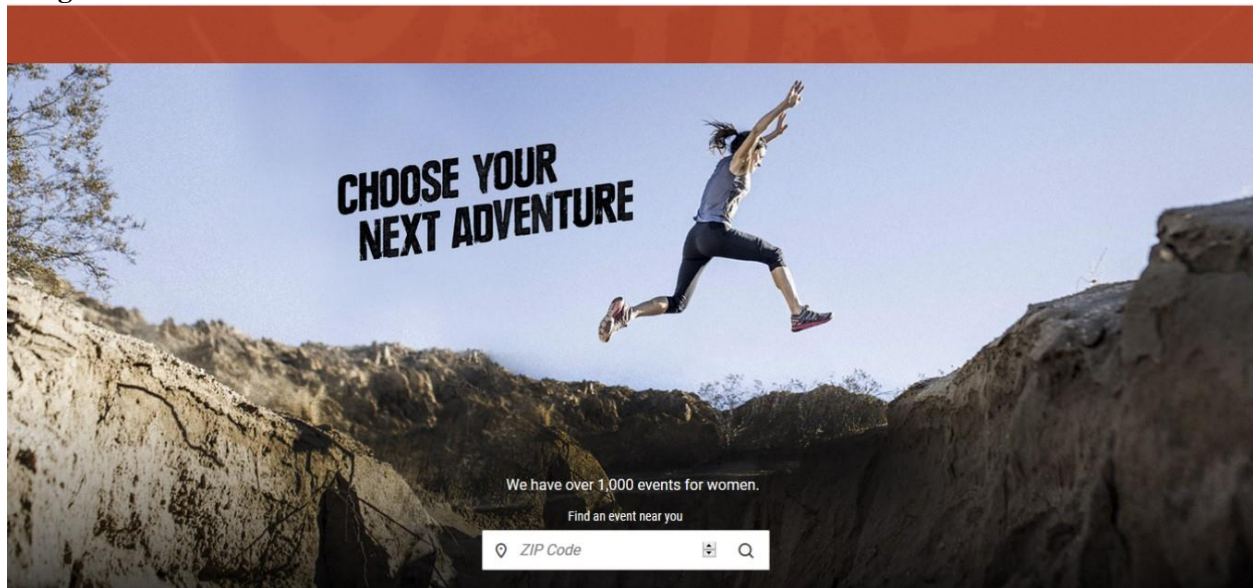 CHOOSE YOUR
NEXT ADVENTURE
We have over 1,000 events for women.
Find an event near you
ZIP Code